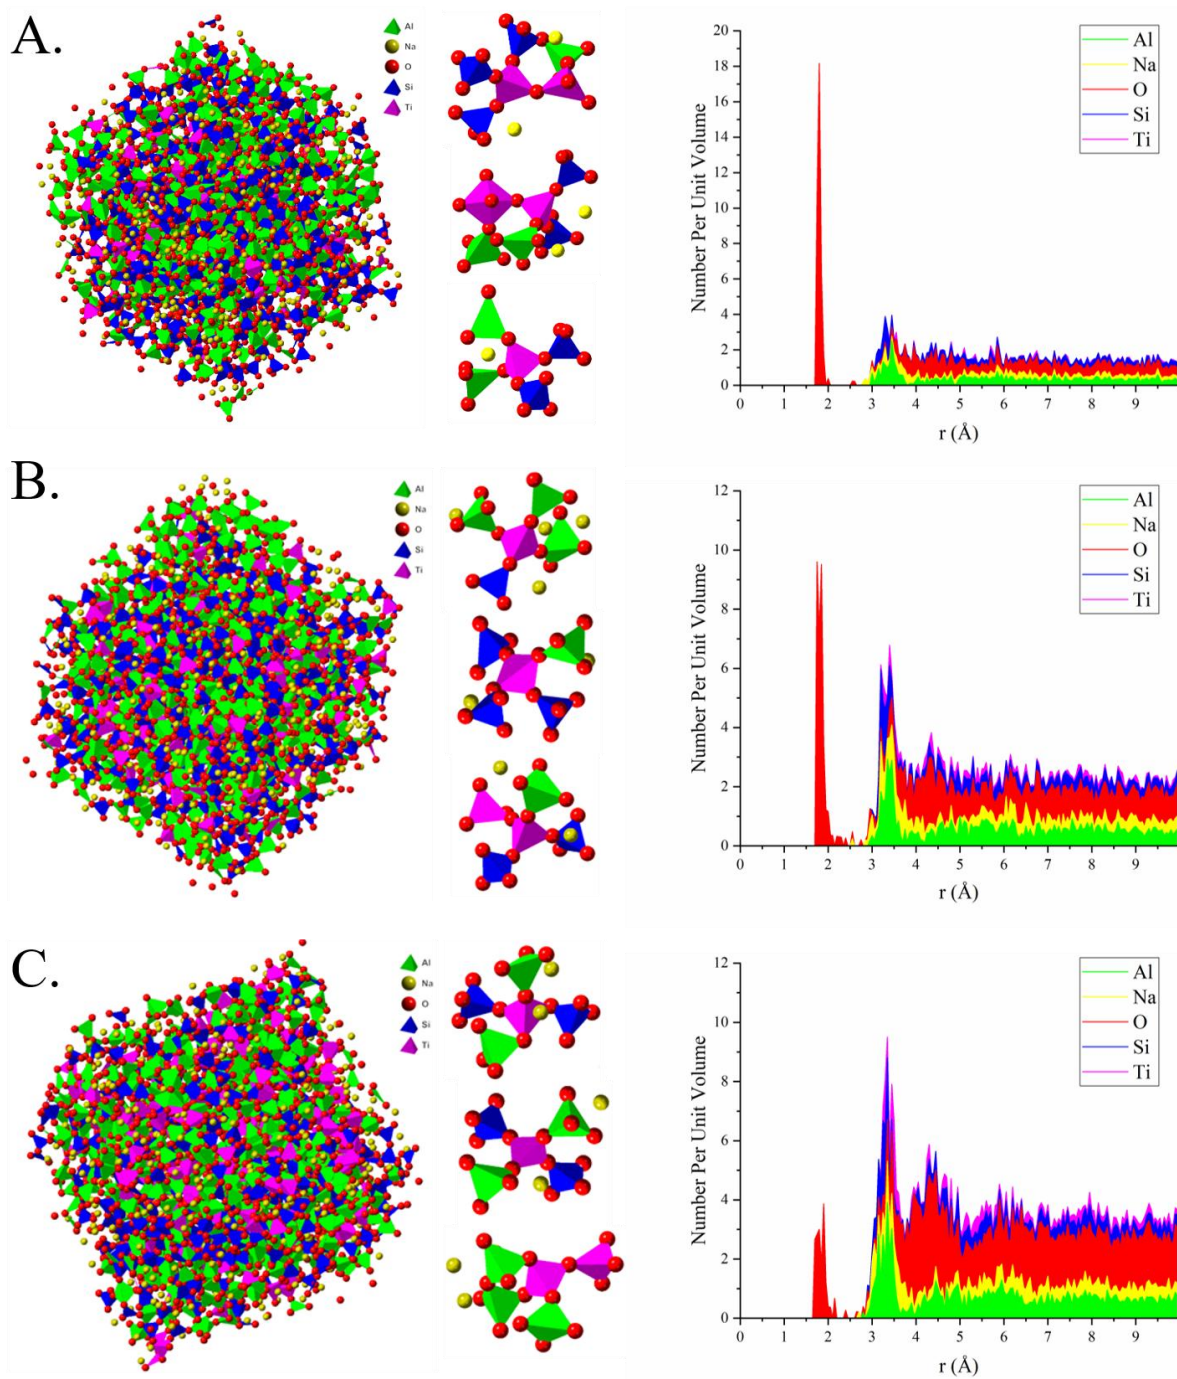 A.
Al
Na
O
Si
Ti
Number Per Unit Volume
20
18
16
14
12
10
8
6
4
2
0
0 1 2 3 4 5 6 7 8 9
r (Å)
Al
Na
O
Si
Ti
B.
Al
Na
O
Si
Ti
Number Per Unit Volume
12
10
8
6
4
2
0
0 1 2 3 4 5 6 7 8 9
r (Å)
Al
Na
O
Si
Ti
C.
Al
Na
O
Si
Ti
Number Per Unit Volume
12
10
8
6
4
2
0
0 1 2 3 4 5 6 7 8 9
r (Å)
Al
Na
O
Si
Ti